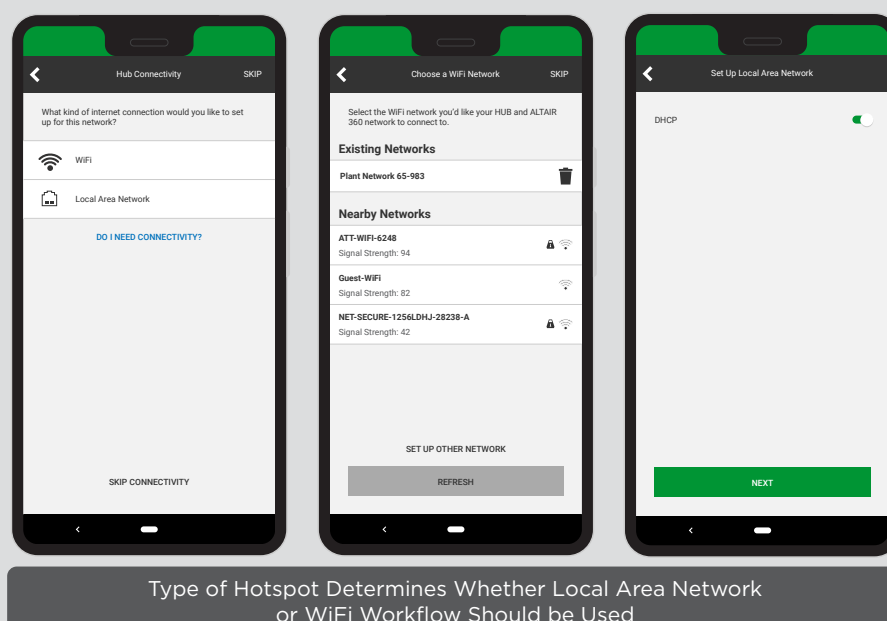 Hub Connectivity SKIP
What kind of internet connection would you like to set
up for this network?
WiFi
Local Area Network
DO I NEED CONNECTIVITY?
SKIP CONNECTIVITY
Choose a WiFi Network SKIP
Select the WiFi network you'd like your HUB and ALTAIR
360 network to connect to.
Existing Networks
Plant Network 65-983
Nearby Networks
ATT-WIFI-6248
Signal Strength: 94
Guest-WiFi
Signal Strength: 82
NET-SECURE-1256LDHJ-28238-A
Signal Strength: 42
SET UP OTHER NETWORK
REFRESH
Set Up Local Area Network
DHCP
NEXT
Type of Hotspot Determines Whether Local Area Network
or WiFi Workflow Should be Used